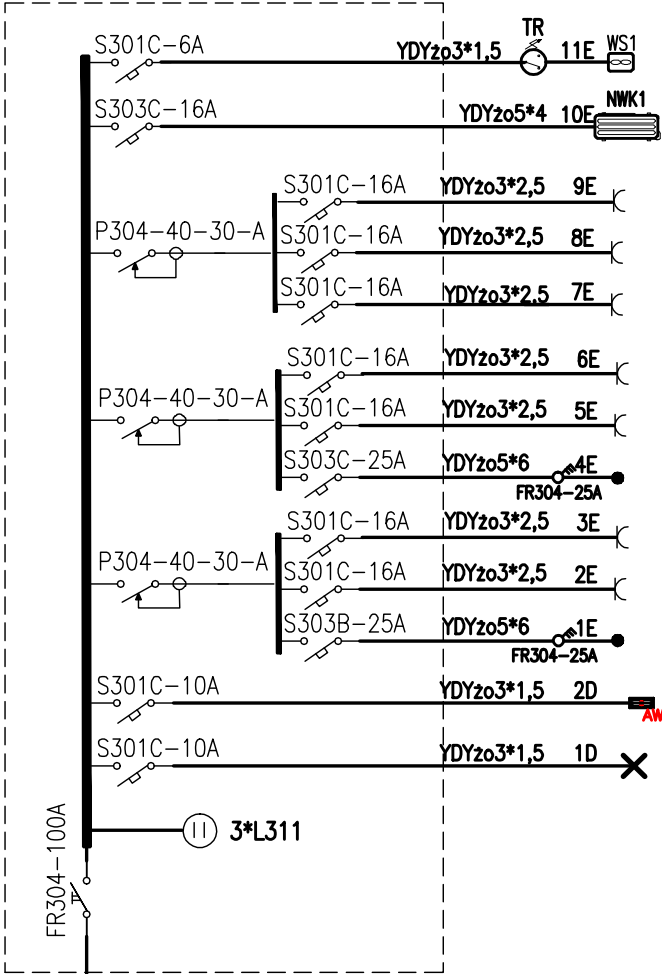 TR
S301C-6A YDYżo3*1,5 11E WS1
NWK1
S303C-16A YDYżo5*4 10E
S301C-16A YDYżo3*2,5 9E
P304-40-30-A S301C-16A YDYżo3*2,5 8E
S301C-16A YDYżo3*2,5 7E
S301C-16A YDYżo3*2,5 6E
P304-40-30-A S301C-16A YDYżo3*2,5 5E
S303C-25A YDYżo5*6 4E
FR304-25A
S301C-16A YDYżo3*2,5 3E
P304-40-30-A S301C-16A YDYżo3*2,5 2E
S303B-25A YDYżo5*6 1E
FR304-25A
S301C-10A YDYżo3*1,5 2D
AW
S301C-10A YDYżo3*1,5 1D
3*L311
FR304-100A